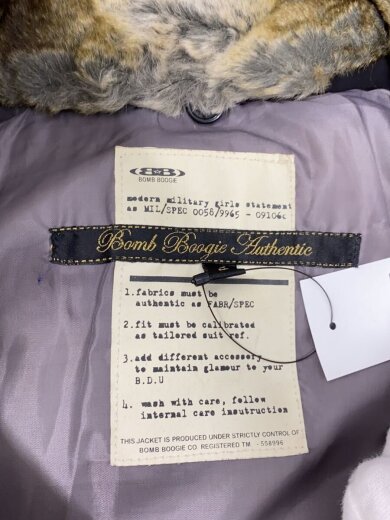 B B
BOMB BOOGIE
modern military girls statement
as MIL/SPEC 0058/9965 - 09106c
Bomb Boogie Authentic
1. fabrics must be
authentic as FABR/SPEC
2. fit must be calibrated
as tailored suit ref.
3. add different accessory
to maintain glamour to your
B.D.U
4. wash with care, follow
internal care insutruction
THIS JACKET IS PRODUCED UNDER STRICTLY CONTROL OF
BOMB BOOGIE CO. REGISTERED TM - 558996